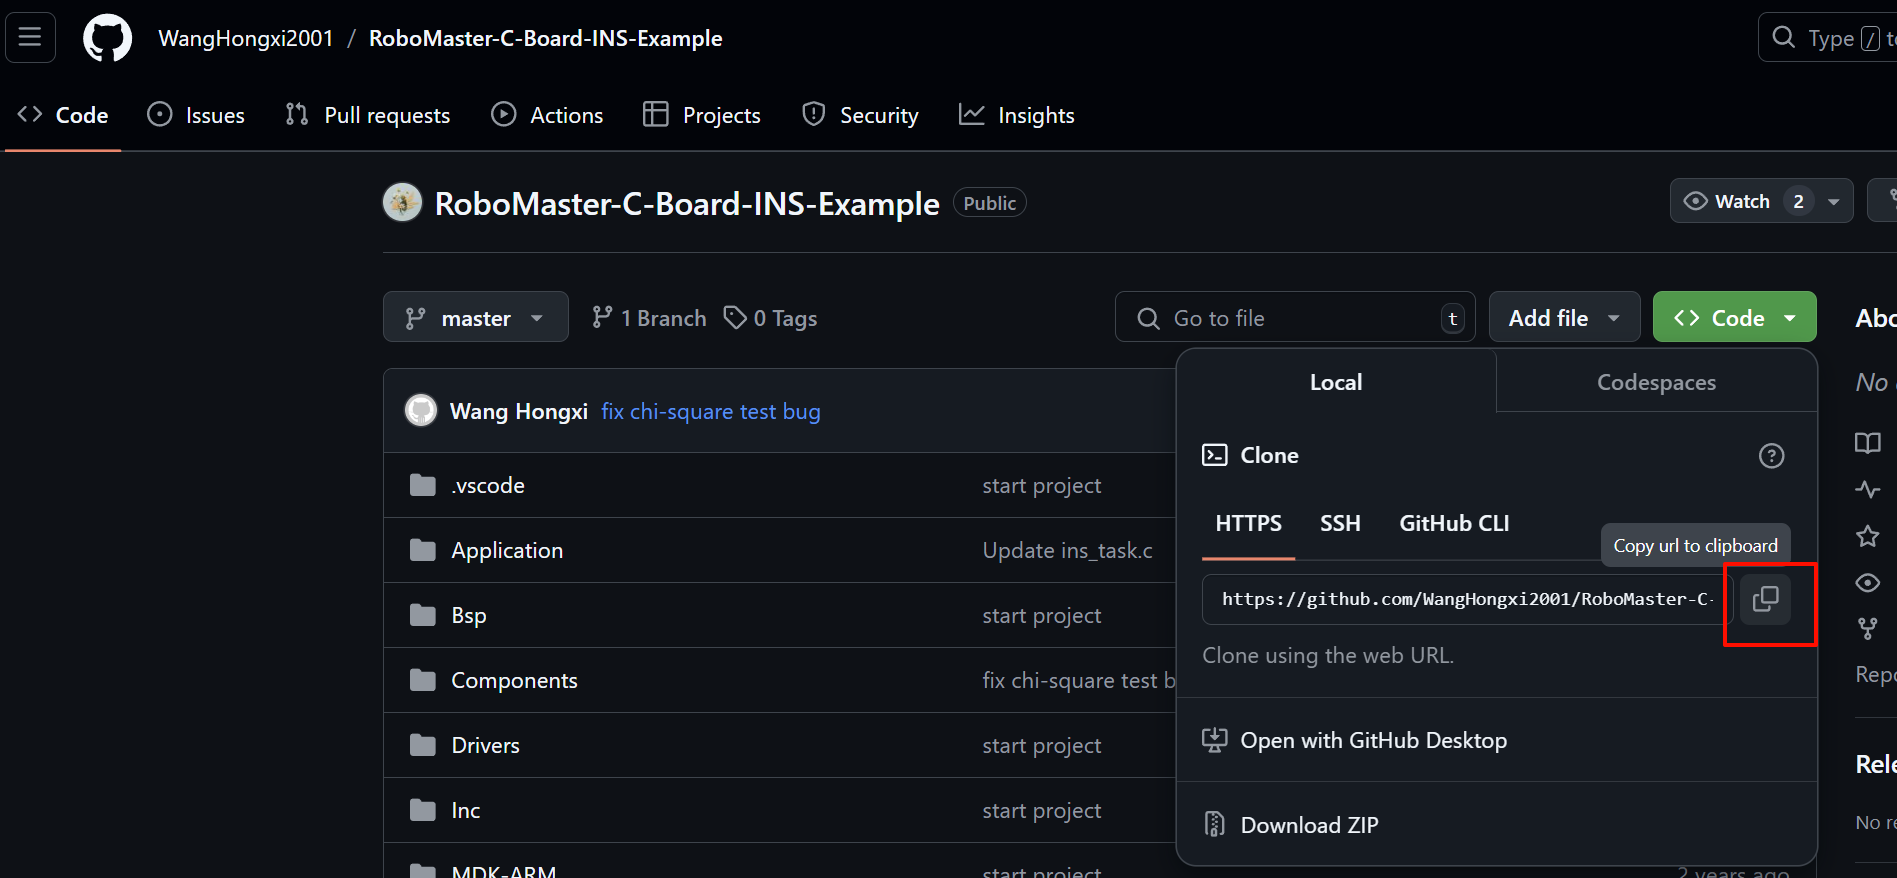 WangHongxi2001 / RoboMaster-C-Board-INS-Example
Type / to
Code Issues Pull requests Actions Projects Security Insights
RoboMaster-C-Board-INS-Example Public
Watch 2
master 1 Branch 0 Tags
Go to file t
Add file
Code
Abo
Local Codespaces
No
Wang Hongxi fix chi-square test bug
Clone
.vscode start project
HTTPS SSH GitHub CLI
Copy url to clipboard
Application Update ins_task.c
https://github.com/WangHongxi2001/RoboMaster-C-
Bsp start project
Clone using the web URL.
Components fix chi-square test b
Repo
Drivers start project
Open with GitHub Desktop
Rele
Inc start project
Download ZIP
No re
MDK-ARM start project 2 years ago